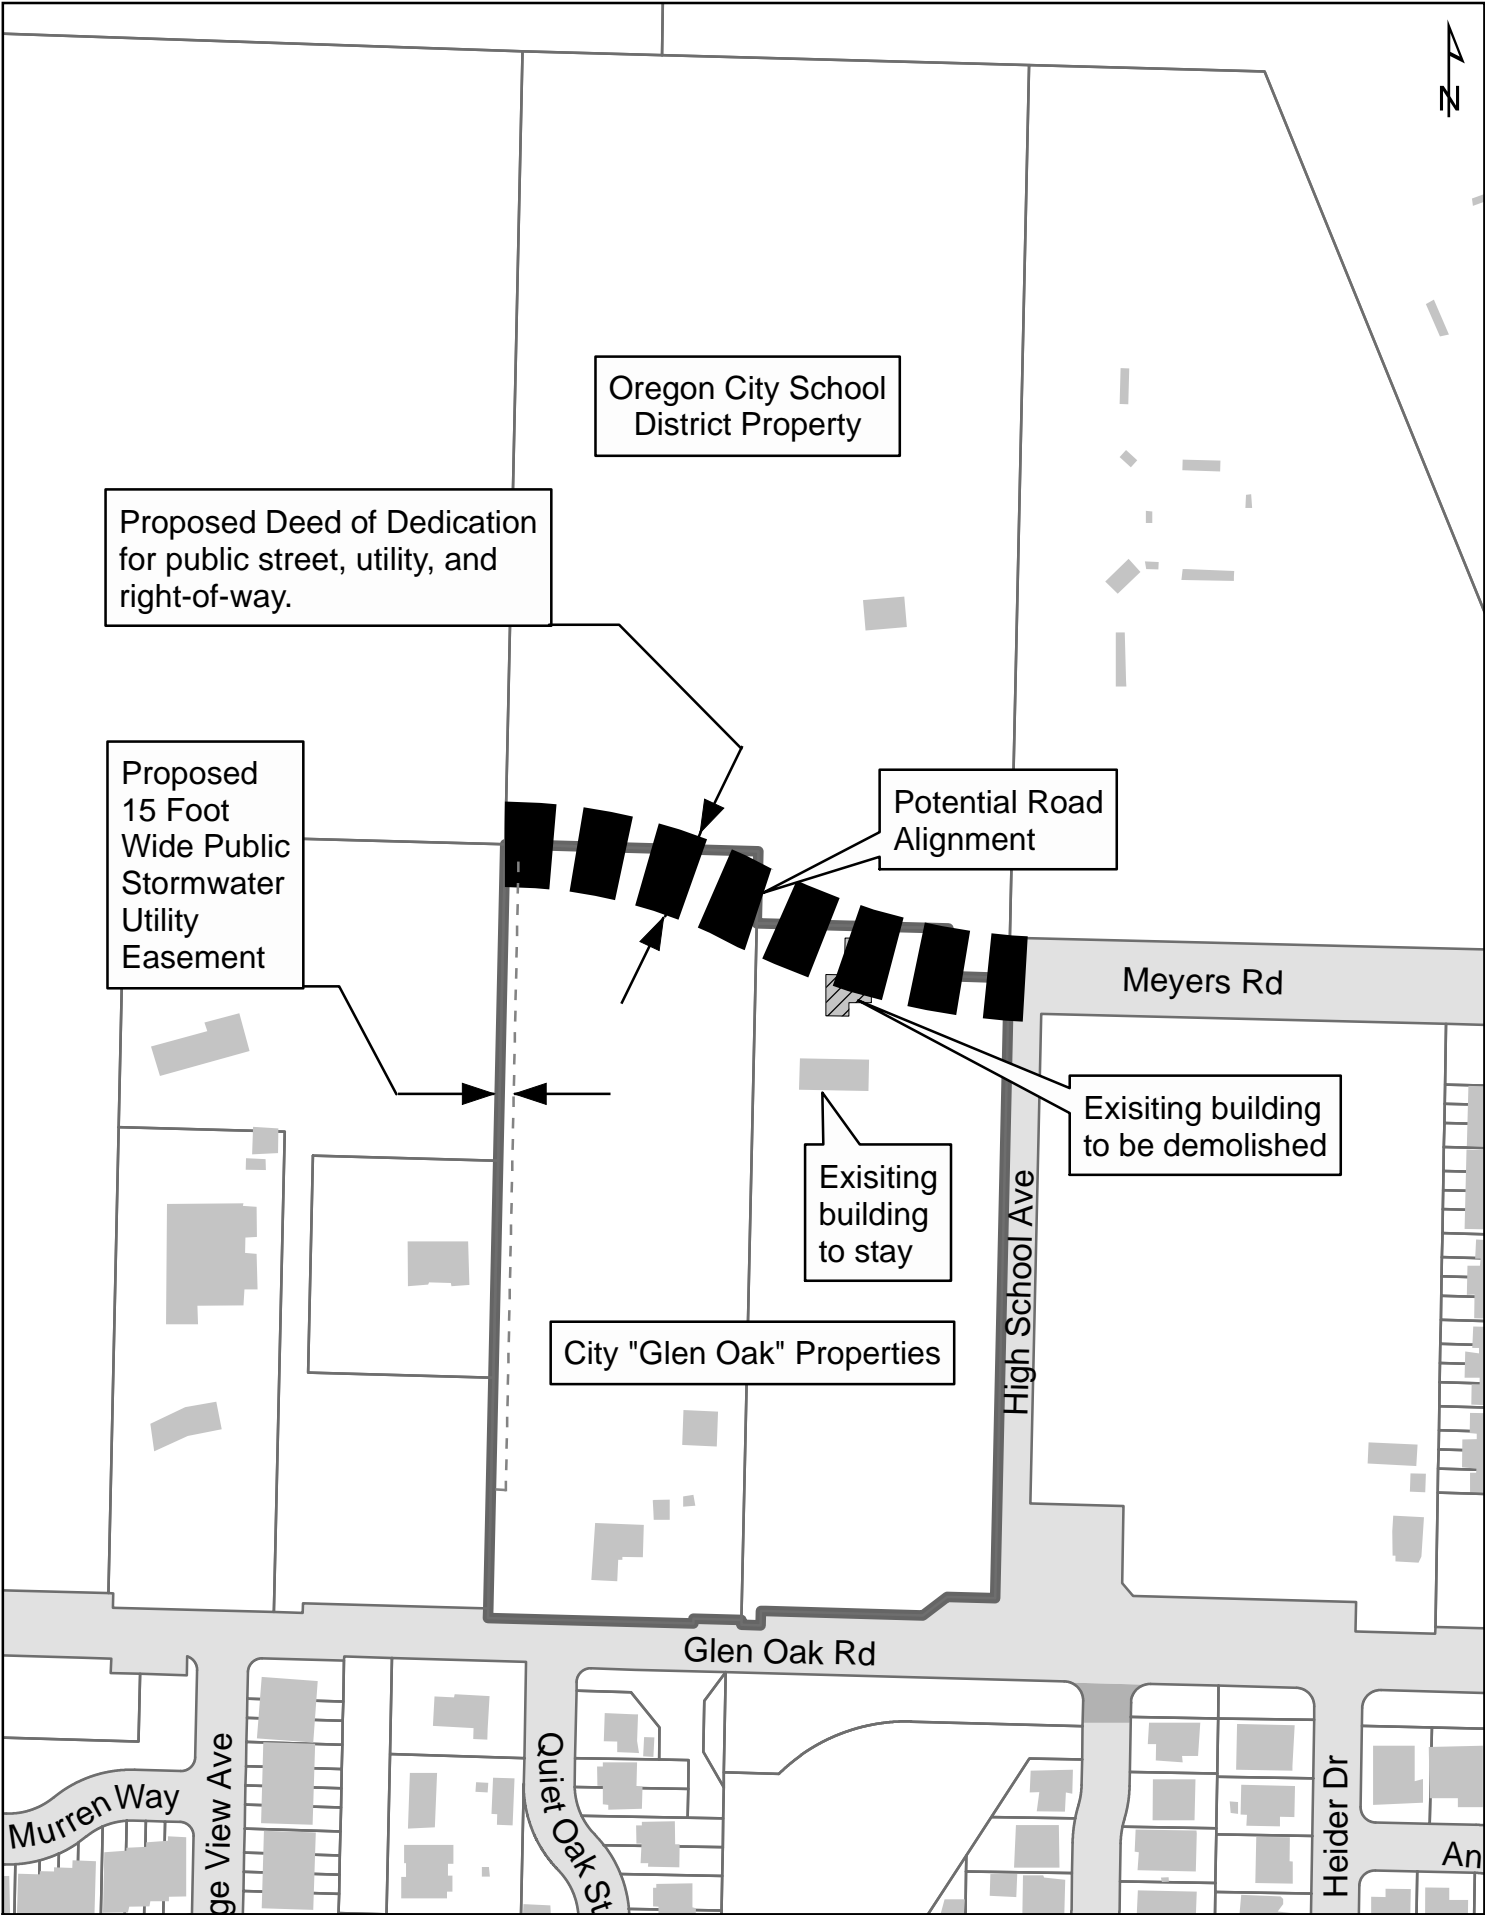 N
Oregon City School
District Property
Proposed Deed of Dedication
for public street, utility, and
right-of-way.
Proposed
15 Foot
Wide Public
Stormwater
Utility
Easement
Potential Road
Alignment
Meyers Rd
Exisiting building
to be demolished
Exisiting
building
to stay
High School Ave
City "Glen Oak" Properties
Glen Oak Rd
Murren Way
ge View Ave
Quiet Oak St
Heider Dr
An